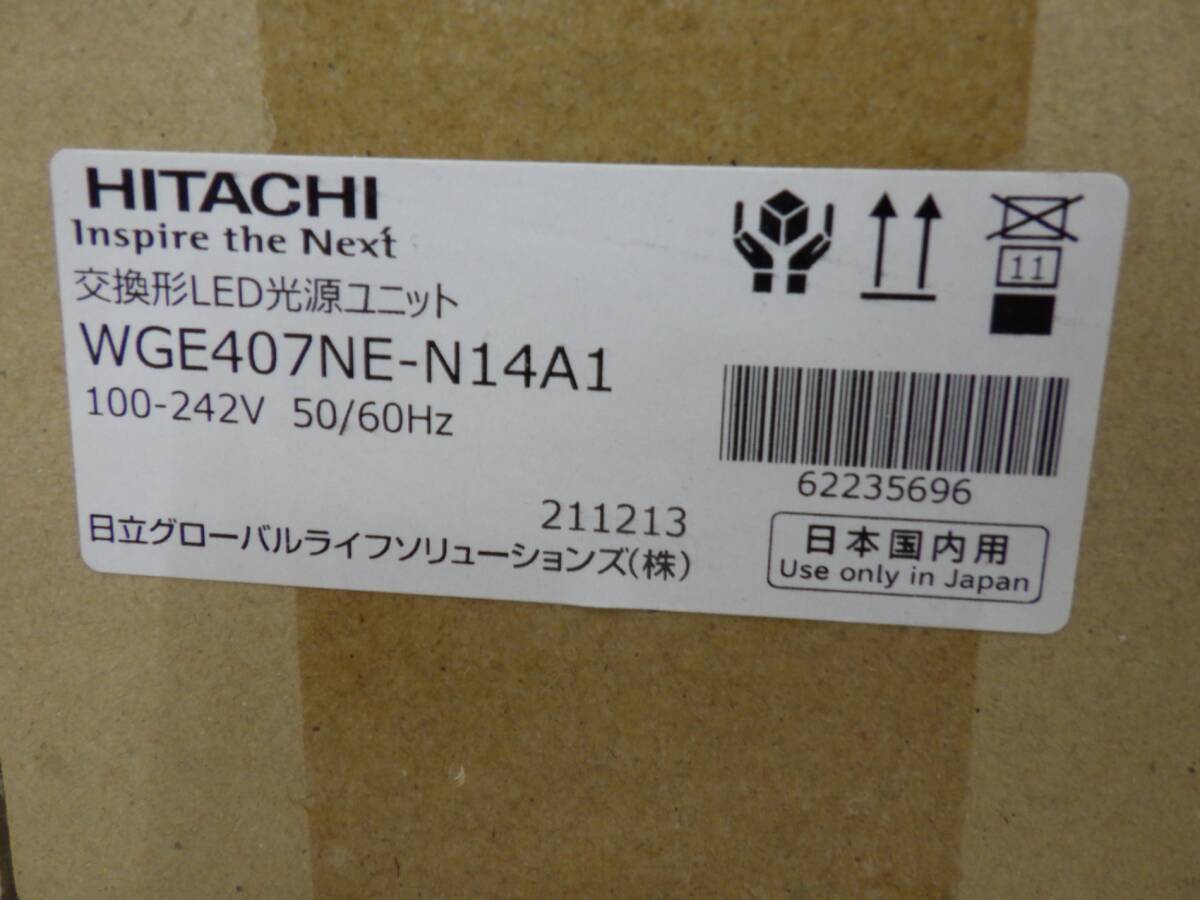 HITACHI
Inspire the Next
交換形LED光源ユニット
WGE407NE-N14A1
100-242V 50/60Hz
11
62235696
211213
日立グローバルライフソリューションズ(株)
日本国内用
Use only in Japan